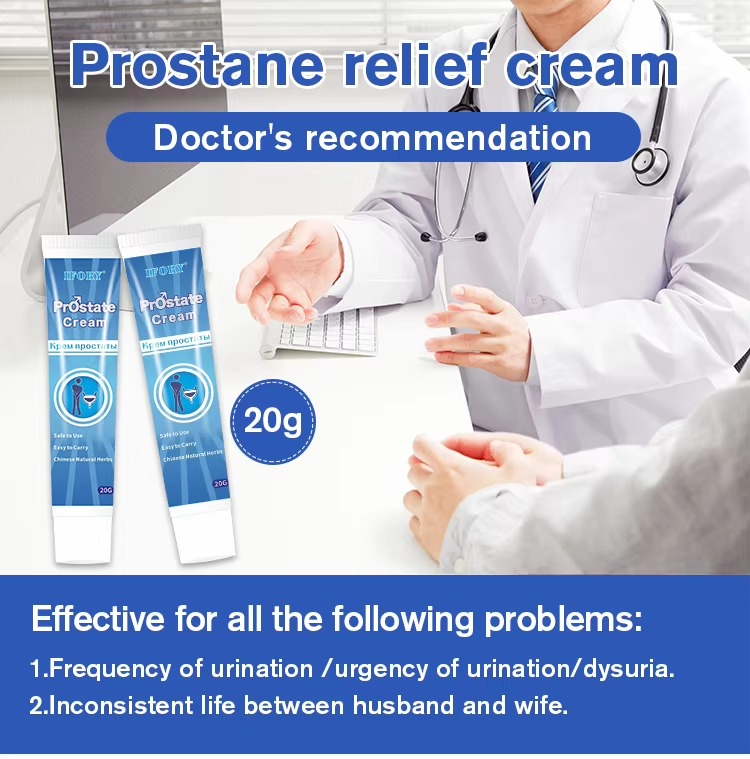 Prostane relief cream
Doctor's recommendation
IFORY
Prostate
Cream
Крем простаты
Safe to Use
Easy to Carry
Chinese Natural Herbs
20G
IFORY
Prostate
Cream
Крем простаты
Safe to Use
Easy to Carry
Chinese Natural Herbs
20G
20g
Effective for all the following problems:
1.Frequency of urination /urgency of urination/dysuria.
2.Inconsistent life between husband and wife.